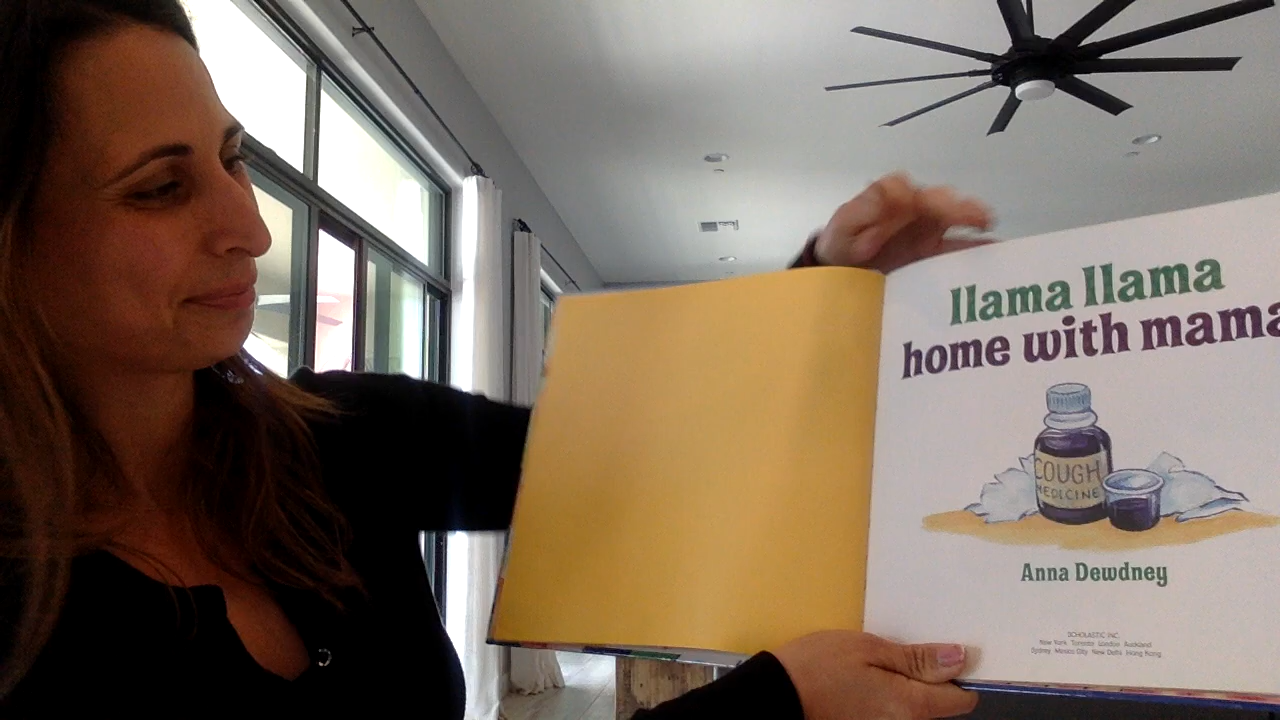 llama llama
home with mama
COUGH
MEDICINE
Anna Dewdney
SCHOLASTIC INC.
New York Toronto London Auckland
Sydney Mexico City New Delhi Hong Kong